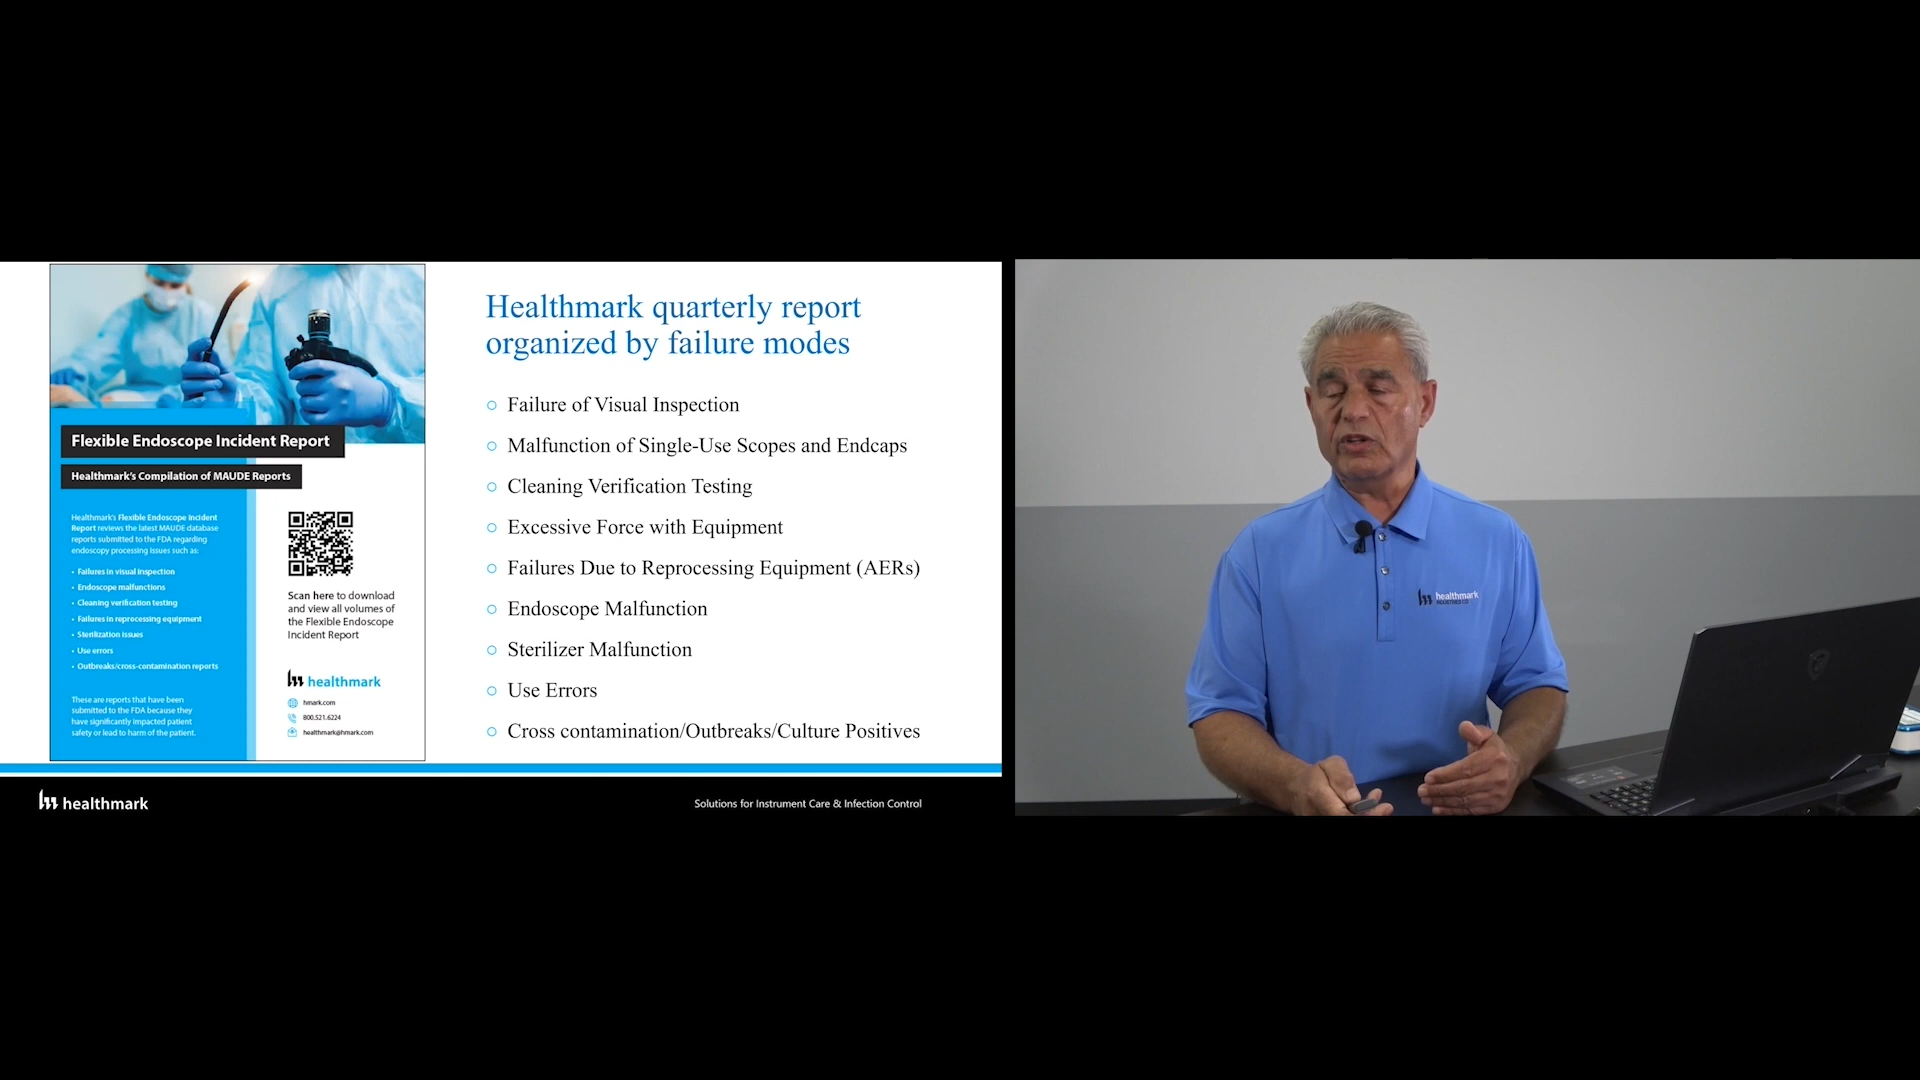 Healthmark quarterly report
organized by failure modes
Failure of Visual Inspection
Malfunction of Single-Use Scopes and Endcaps
Cleaning Verification Testing
Excessive Force with Equipment
Failures Due to Reprocessing Equipment (AERs)
Endoscope Malfunction
Sterilizer Malfunction
Use Errors
Cross contamination/Outbreaks/Culture Positives
Flexible Endoscope Incident Report
Healthmark's Compilation of MAUDE Reports
Healthmark's Flexible Endoscope Incident
Report reviews the latest MAUDE database
reports submitted to the FDA regarding
endoscopy processing issues such as:
• Failures in visual inspection
• Endoscope malfunctions
• Cleaning verification testing
• Failures in reprocessing equipment
• Sterilization issues
• Use errors
• Outbreaks/cross-contamination reports
These are reports that have been
submitted to the FDA because they
have significantly impacted patient
safety or lead to harm of the patient.
Scan here to download
and view all volumes of
the Flexible Endoscope
Incident Report
healthmark
hmark.com
800.521.6224
healthmark@hmark.com
healthmark
Solutions for Instrument Care & Infection Control
healthmark
INDUSTRIES CO.